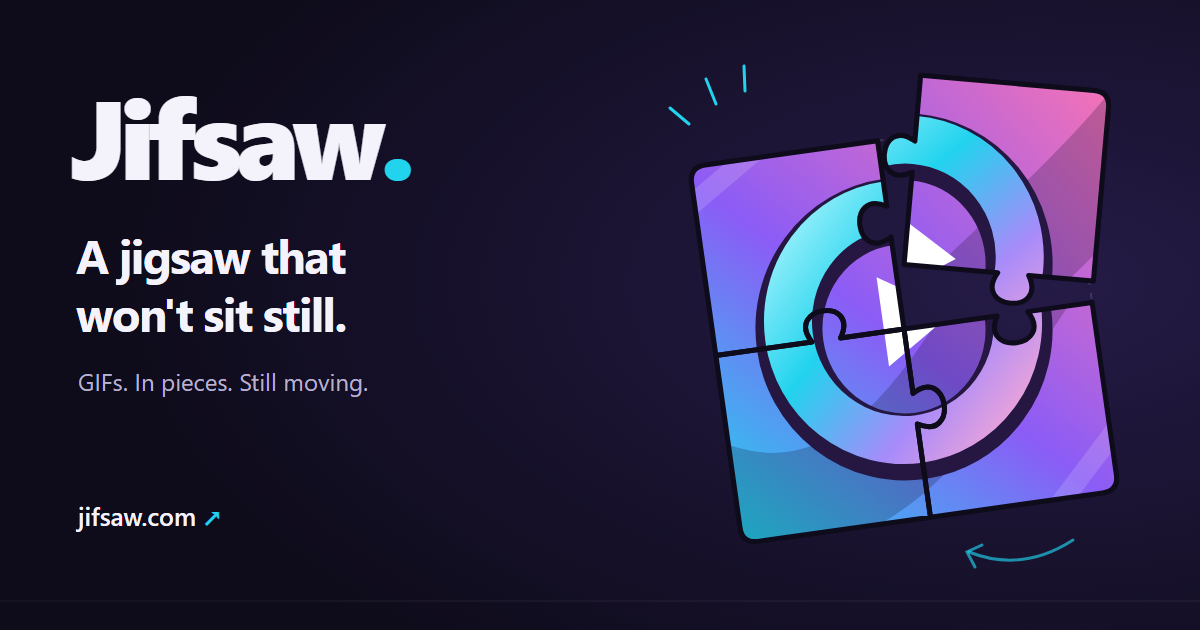 Jifsaw.
A jigsaw that
won't sit still.
GIFs. In pieces. Still moving.
jifsaw.com ↗